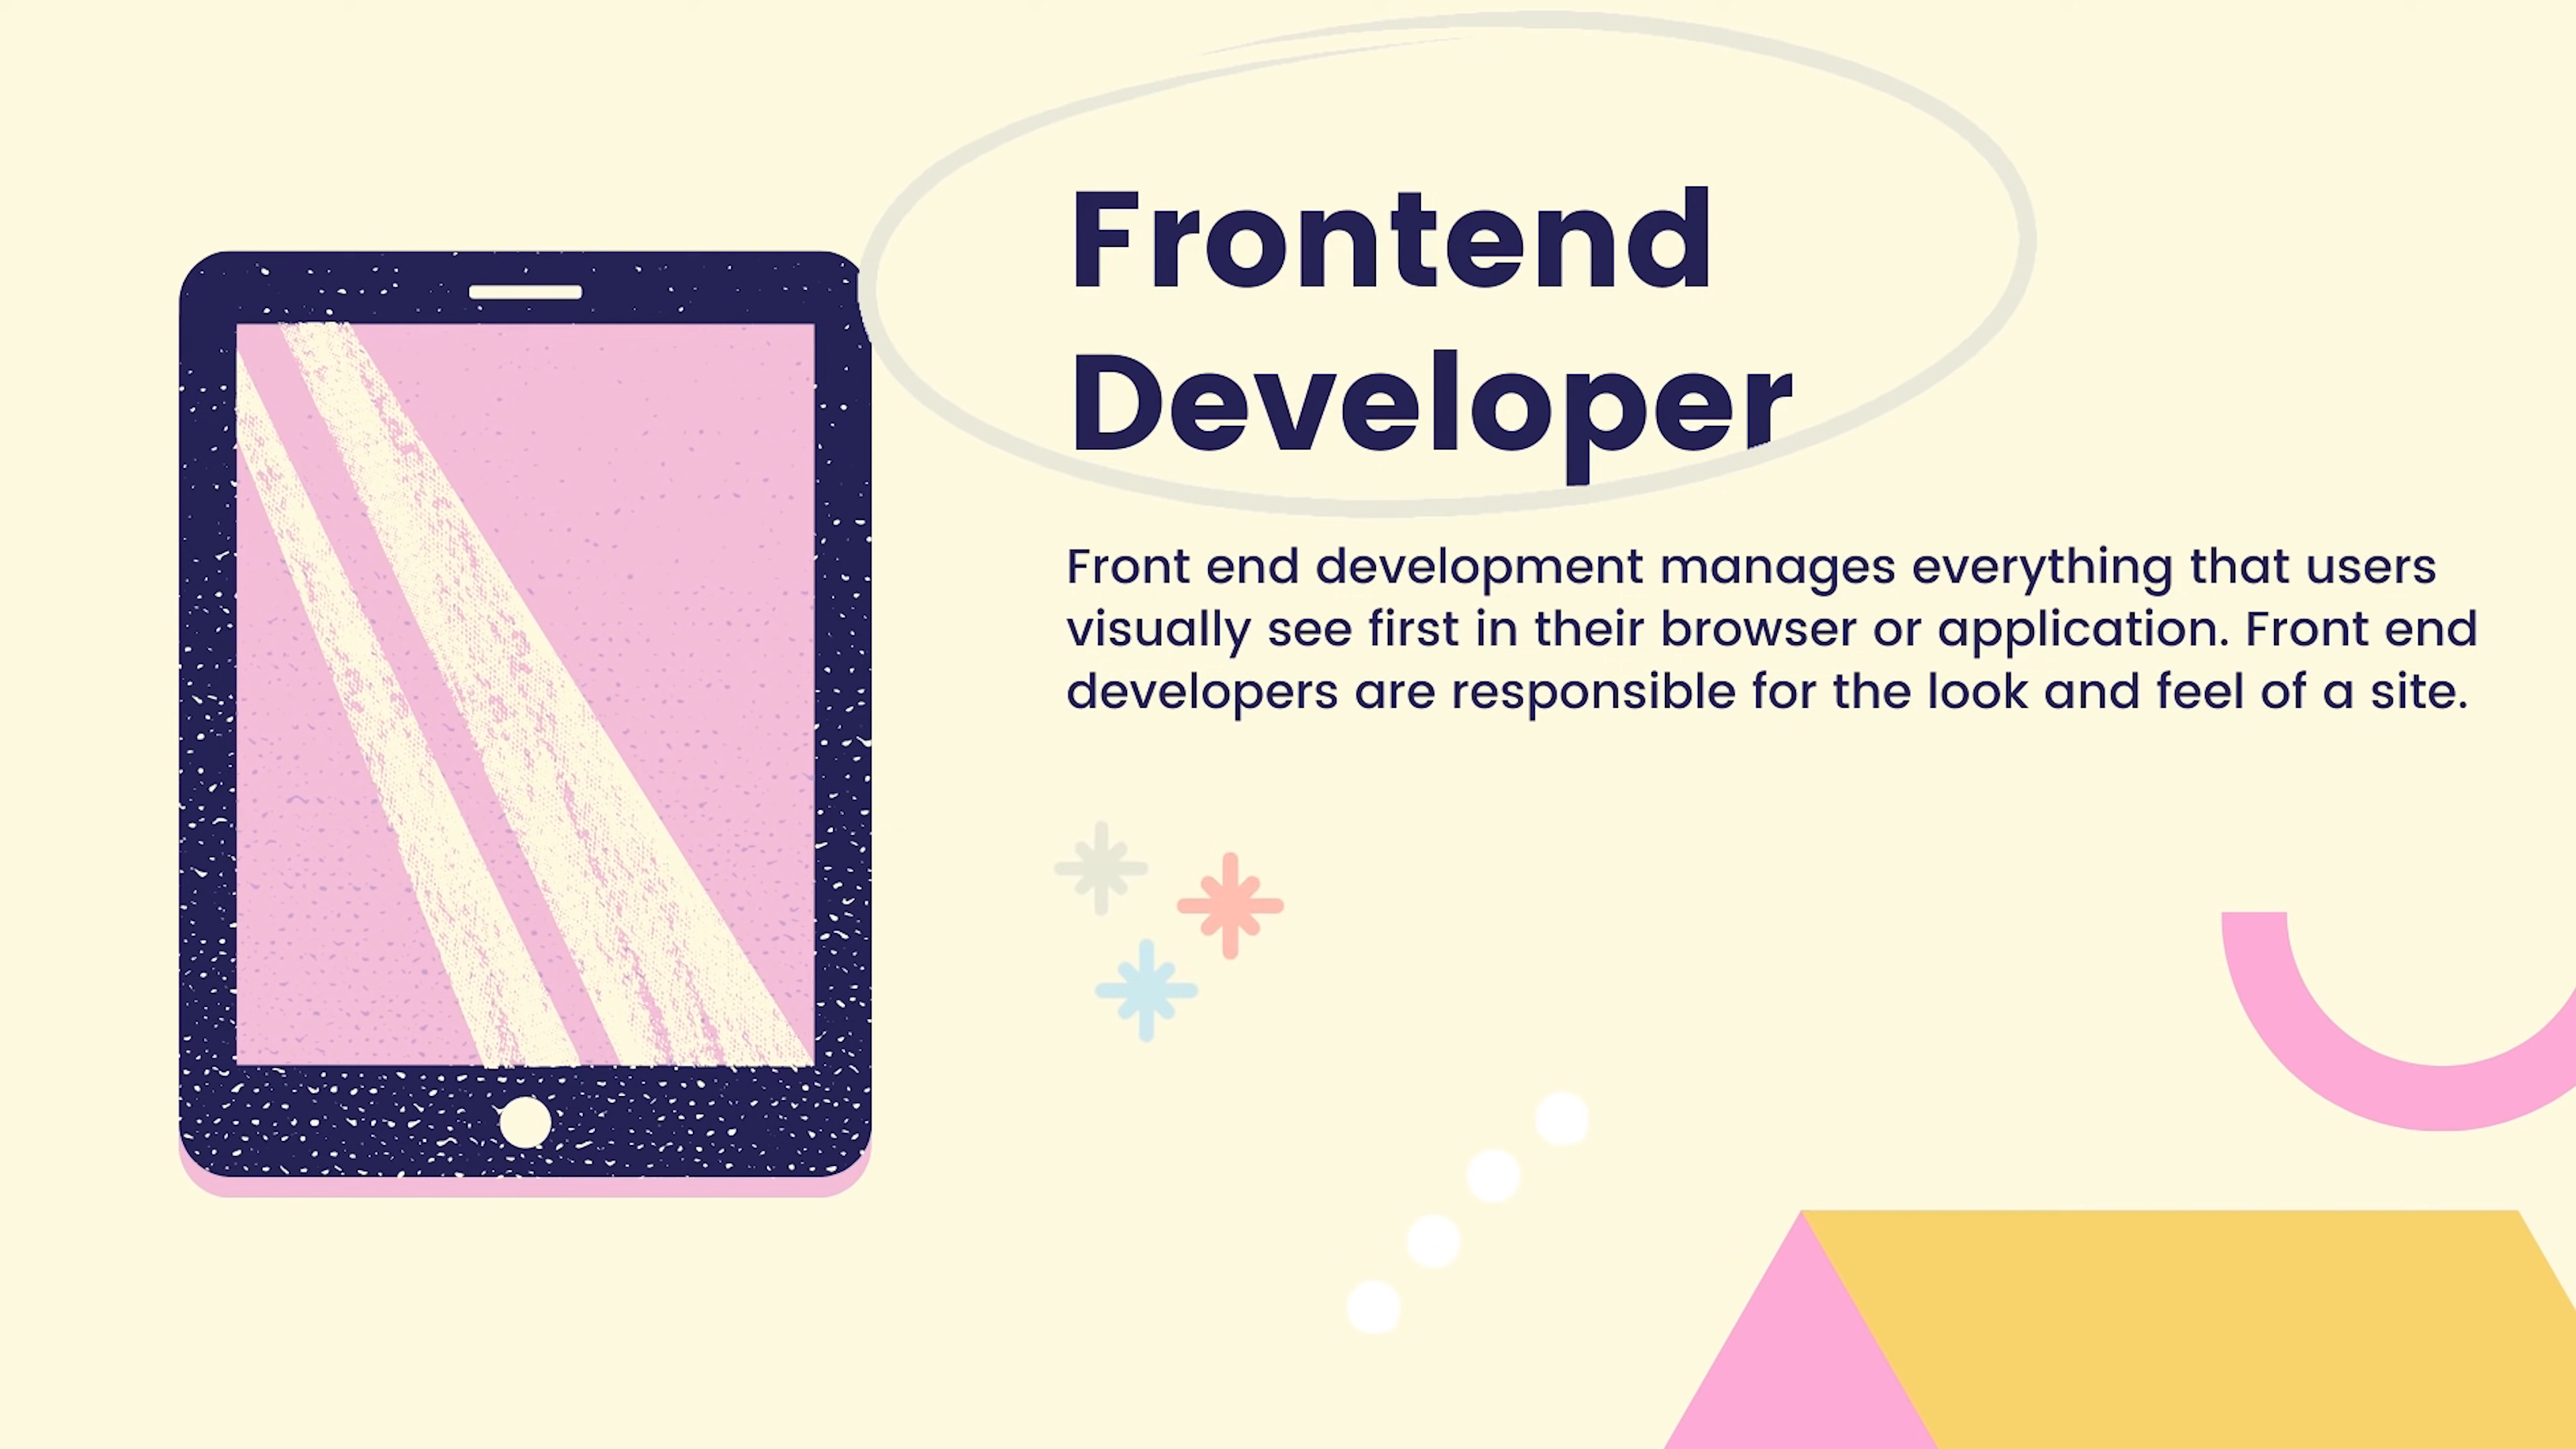 Frontend
Developer
Front end development manages everything that users
visually see first in their browser or application. Front end
developers are responsible for the look and feel of a site.